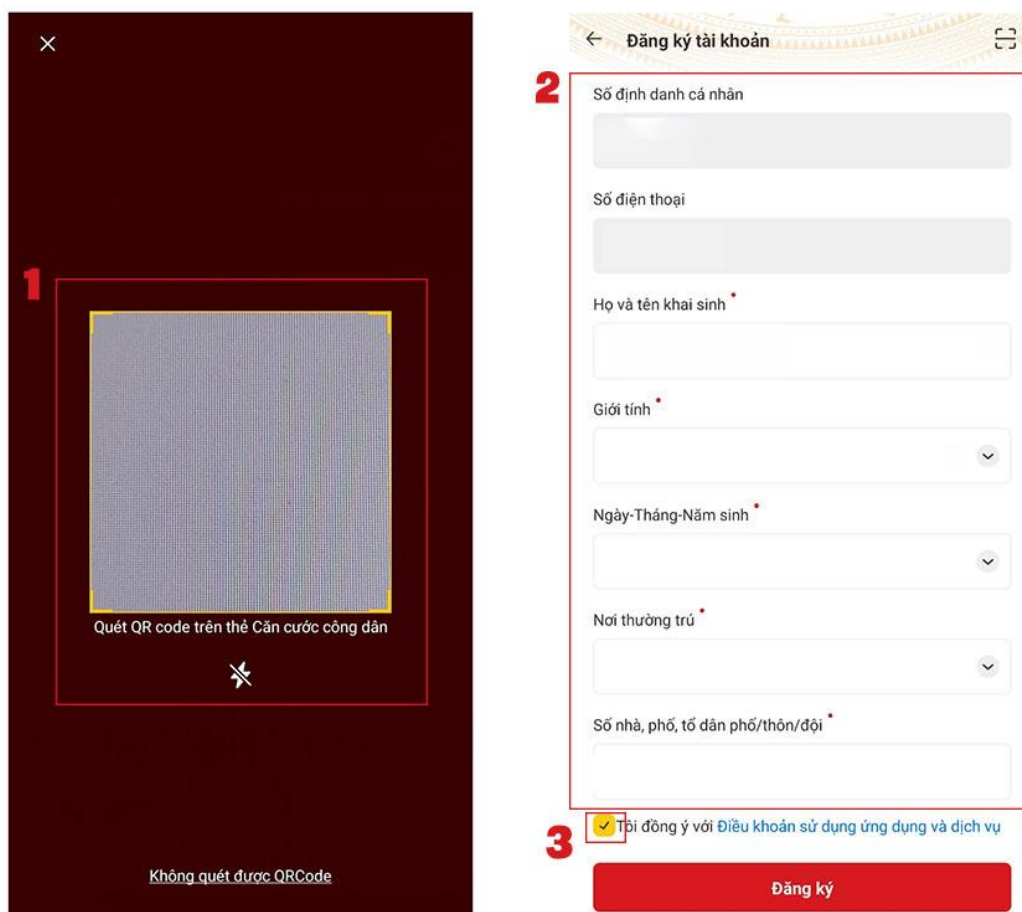 1
Quét QR code trên thẻ Căn cước công dân
Không quét được QRCode
Đăng ký tài khoản
2
Số định danh cá nhân
Số điện thoại
Họ và tên khai sinh *
Giới tính *
Ngày-Tháng-Năm sinh *
Nơi thường trú *
Số nhà, phố, tổ dân phố/thôn/đội *
3
Tôi đồng ý với Điều khoản sử dụng ứng dụng và dịch vụ
Đăng ký